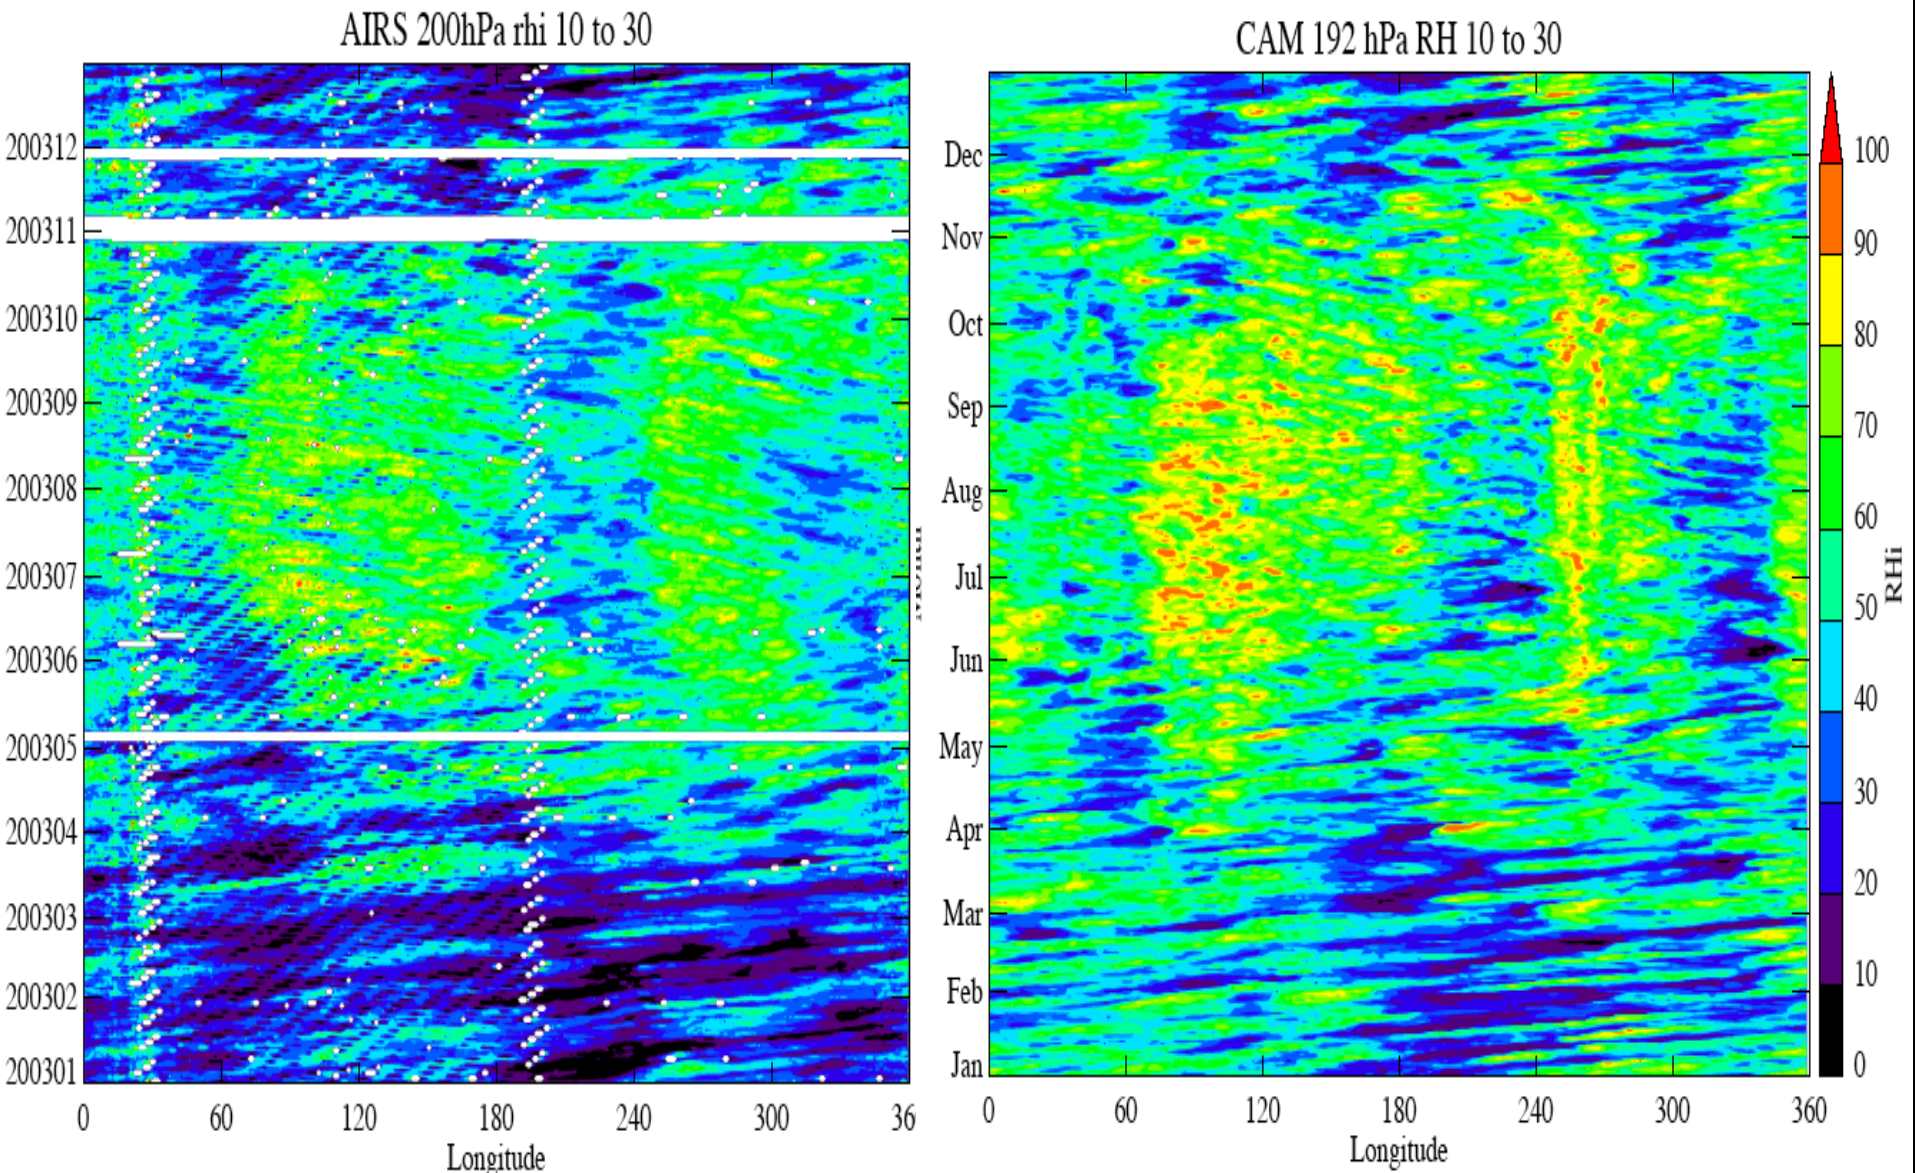 AIRS 200hPa rhi 10 to 30
200312
200311
200310
200309
200308
200307
200306
200305
200304
200303
200302
200301
0 60 120 180 240 300 36
Longitude
CAM 192 hPa RH 10 to 30
Dec
Nov
Oct
Sep
Aug
Jul
Jun
May
Apr
Mar
Feb
Jan
0 60 120 180 240 300 360
Longitude
100
90
80
70
60
50
40
30
20
10
0
RHi